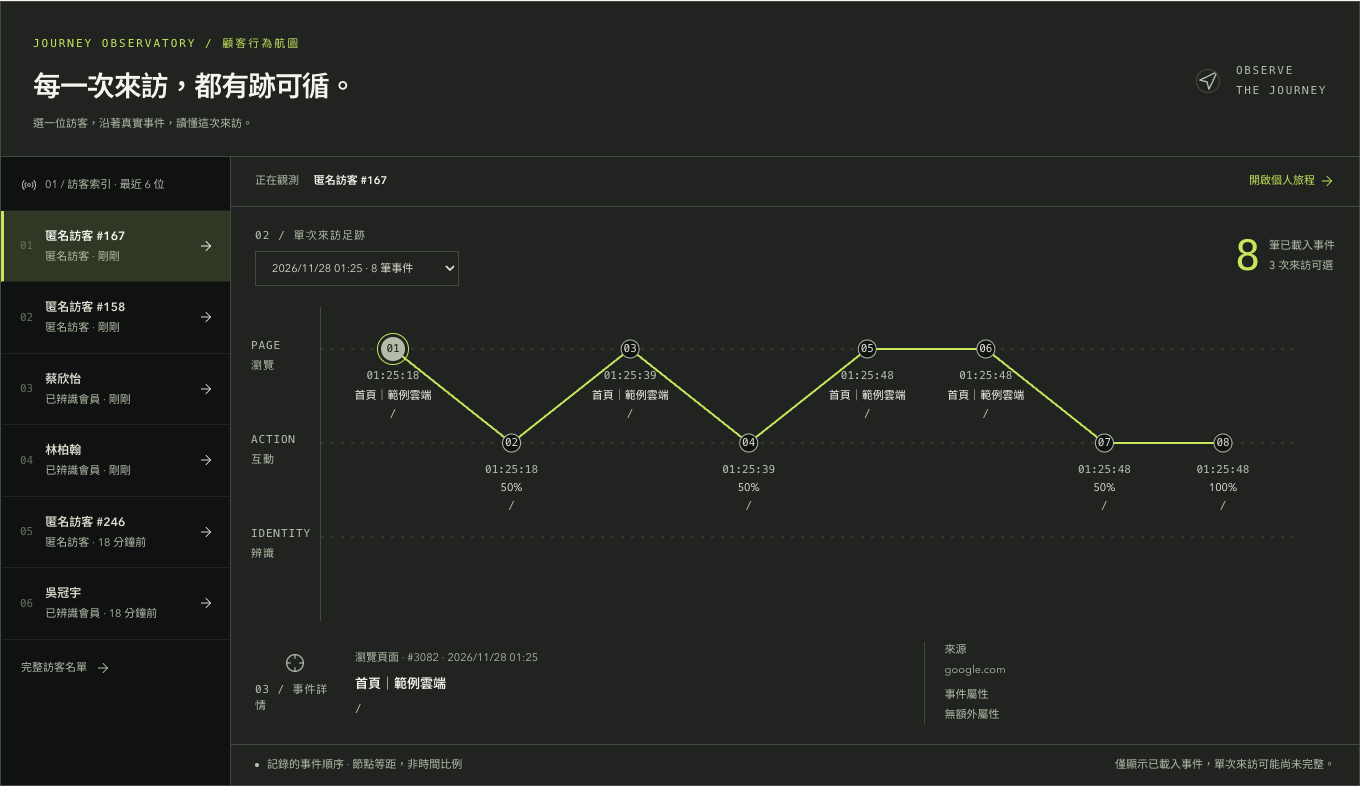 JOURNEY OBSERVATORY / 顧客行為航圖
每一次來訪，都有跡可循。
選一位訪客，沿著真實事件，讀懂這次來訪。
OBSERVE
THE JOURNEY
01 / 訪客索引 · 最近 6 位
01
匿名訪客 #167
匿名訪客 · 剛剛
02
匿名訪客 #158
匿名訪客 · 剛剛
03
蔡欣怡
已辨識會員 · 剛剛
04
林柏翰
已辨識會員 · 剛剛
05
匿名訪客 #246
匿名訪客 · 18 分鐘前
06
吳冠宇
已辨識會員 · 18 分鐘前
完整訪客名單
正在觀測 匿名訪客 #167
開啟個人旅程
02 / 單次來訪足跡
2026/11/28 01:25 · 8 筆事件
8
筆已載入事件
3 次來訪可選
PAGE
瀏覽
01
01:25:18
首頁｜範例雲端
/
03
01:25:39
首頁｜範例雲端
/
05
01:25:48
首頁｜範例雲端
/
06
01:25:48
首頁｜範例雲端
/
ACTION
互動
02
01:25:18
50%
/
04
01:25:39
50%
/
07
01:25:48
50%
/
08
01:25:48
100%
/
IDENTITY
辨識
03 / 事件詳
情
瀏覽頁面 · #3082 · 2026/11/28 01:25
首頁｜範例雲端
/
來源
google.com
事件屬性
無額外屬性
記錄的事件順序 · 節點等距，非時間比例
僅顯示已載入事件，單次來訪可能尚未完整。